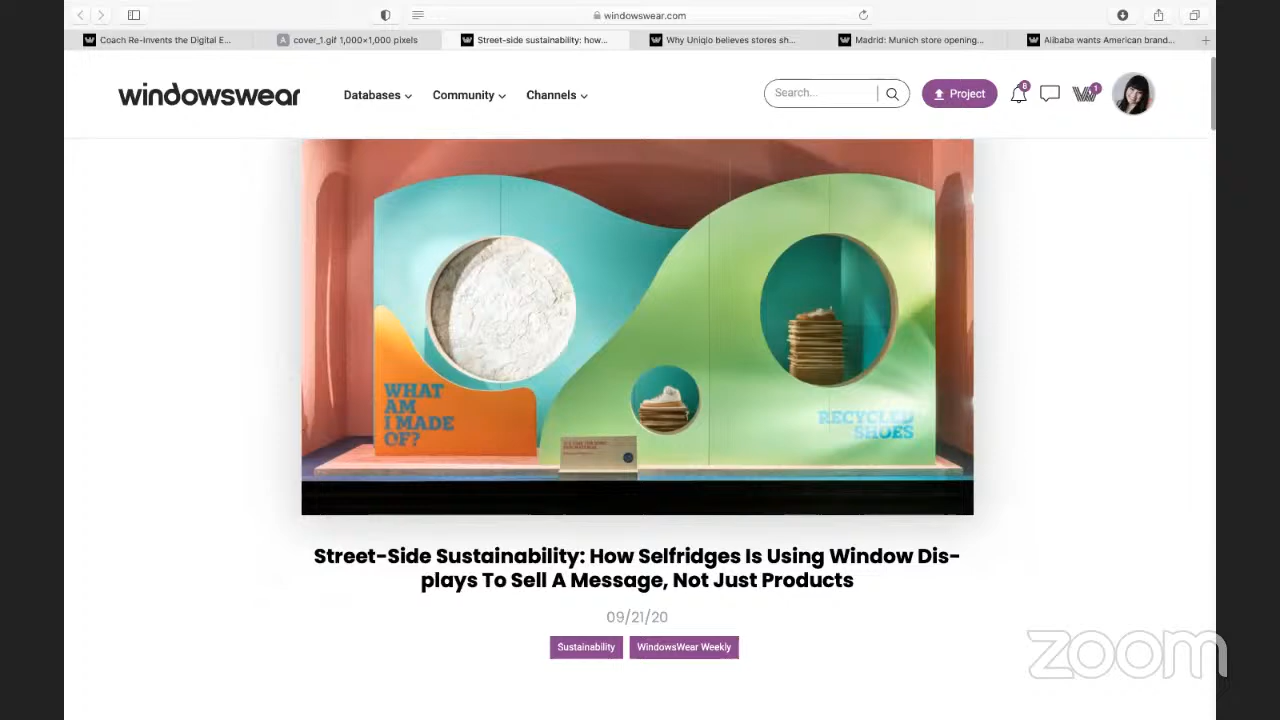 windowswear.com
Coach Re-Invents the Digital E...
A cover_1.gif 1,000×1,000 pixels
Street-side sustainability: how...
Why Uniqlo believes stores sh...
Madrid: Munich store opening...
Alibaba wants American brand...
windowswear
Databases
Community
Channels
Search...
Project
8
1
WHAT
AM
I MADE
OF?
RECYCLED
SHOES
Street-Side Sustainability: How Selfridges Is Using Window Dis-
plays To Sell A Message, Not Just Products
09/21/20
Sustainability
WindowsWear Weekly
zoom